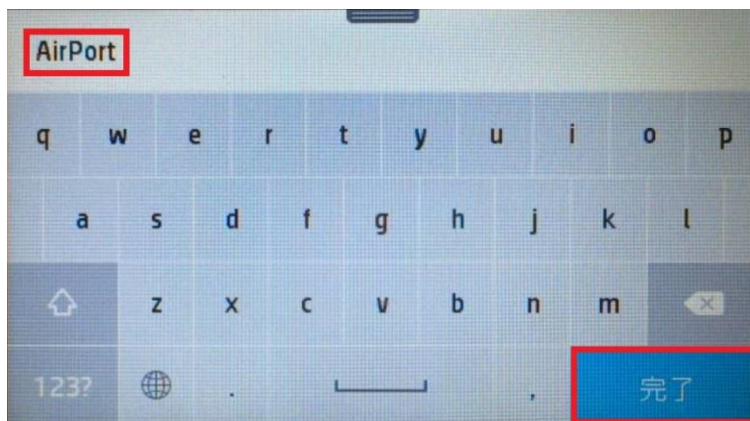 AirPort
q w e r t y u i o p
a s d f g h j k l
z x c v b n m
123? . , 完了